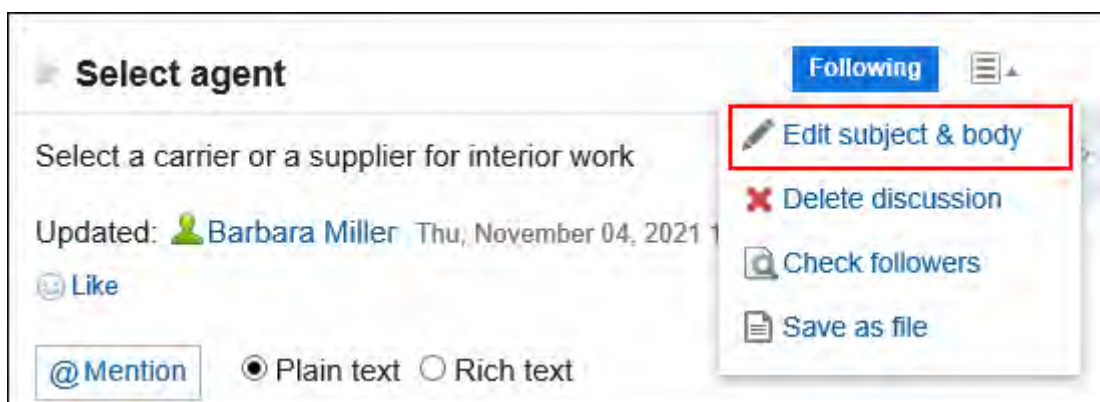 Select agent
Following
Edit subject & body
Select a carrier or a supplier for interior work
Delete discussion
Updated: Barbara Miller Thu, November 04, 2021 1
Check followers
Like
Save as file
@Mention Plain text Rich text